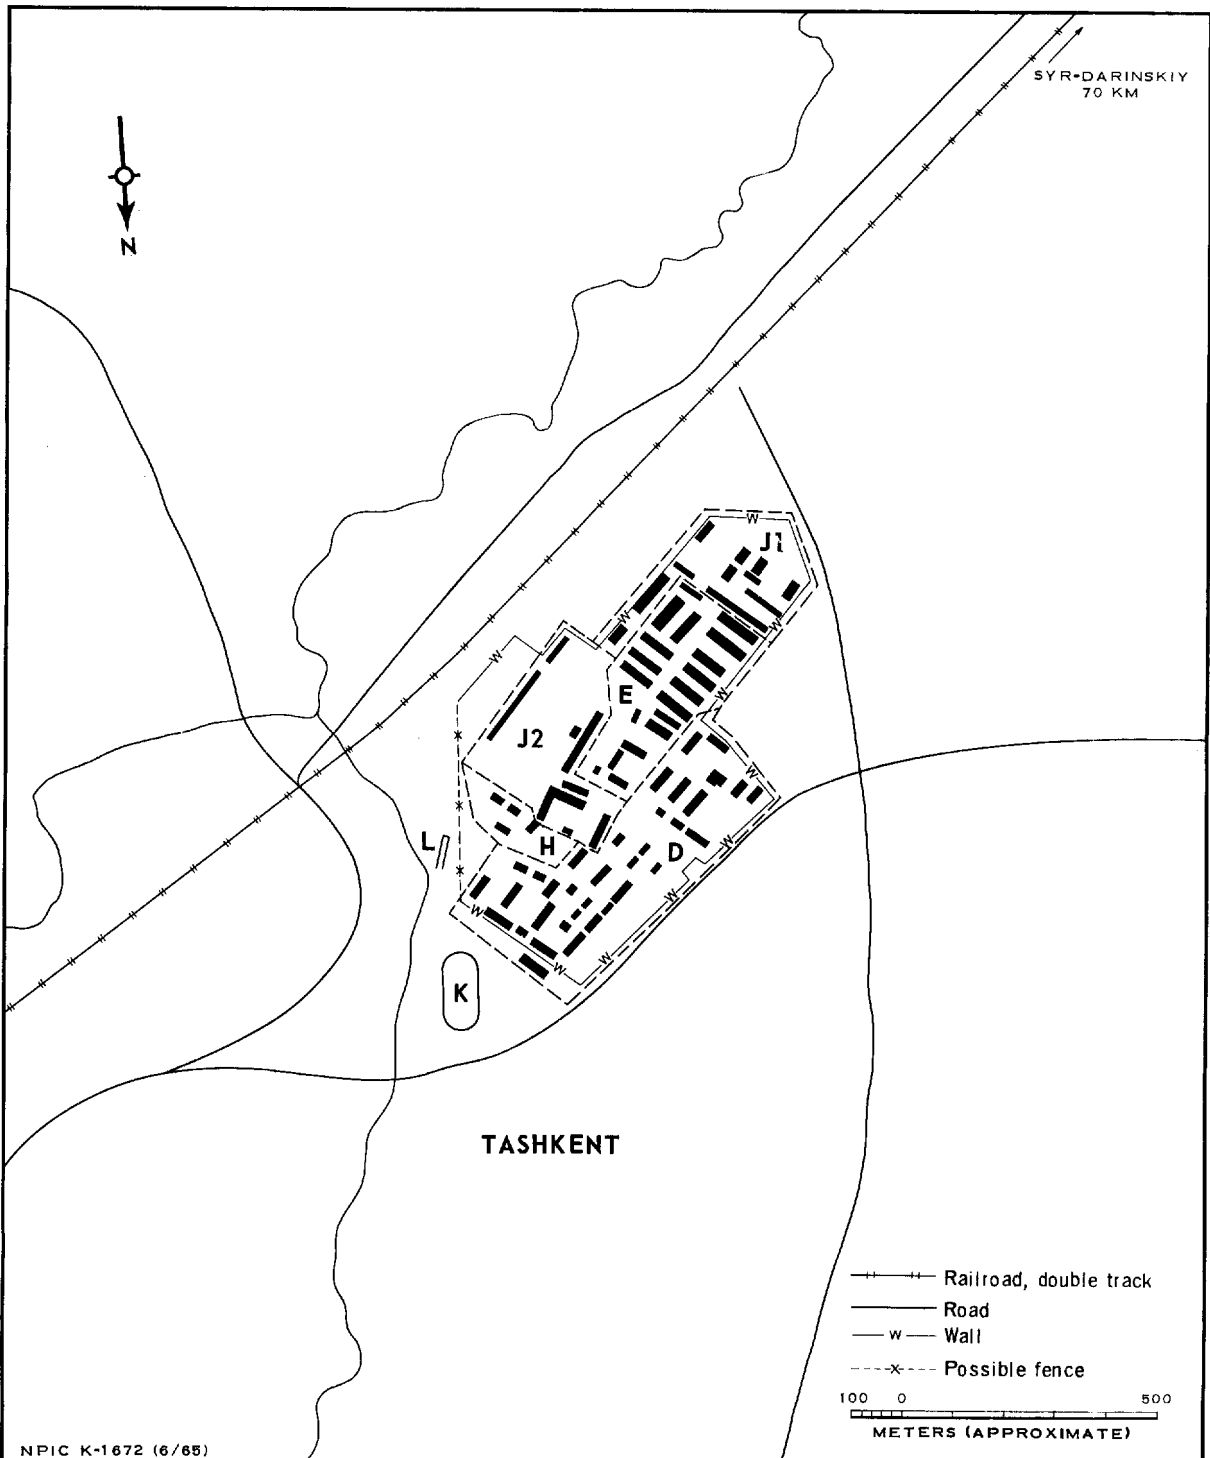 SYR-DARINSKIY
70 KM
N
W
J1
W
W
W
E
W
J2
X
W
X
L
H
D
W
X
W
W
W
W
K
TASHKENT
Railroad, double track
Road
W Wall
X Possible fence
100 0 500
METERS (APPROXIMATE)
NPIC K-1672 (6/65)